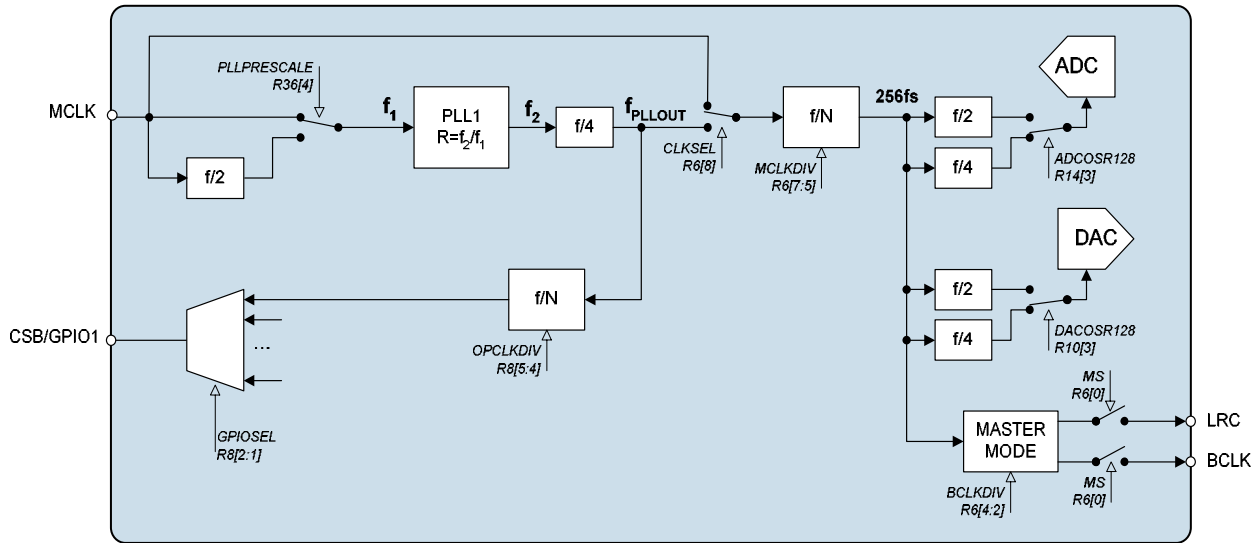 ADC
PLLPRESCALE
R36[4]
MCLK
f1
PLL1
R=f2/f1
f2
f/4
fPLLOUT
CLKSEL
R6[8]
f/N
MCLKDIV
R6[7:5]
256fs
f/2
f/4
ADCOSR128
R14[3]
f/2
DAC
f/2
f/4
DACOSR128
R10[3]
f/N
OPCLKDIV
R8[5:4]
CSB/GPIO1
...
GPIOSEL
R8[2:1]
MS
R6[0]
LRC
MASTER
MODE
BCLK
BCLKDIV
R6[4:2]
MS
R6[0]